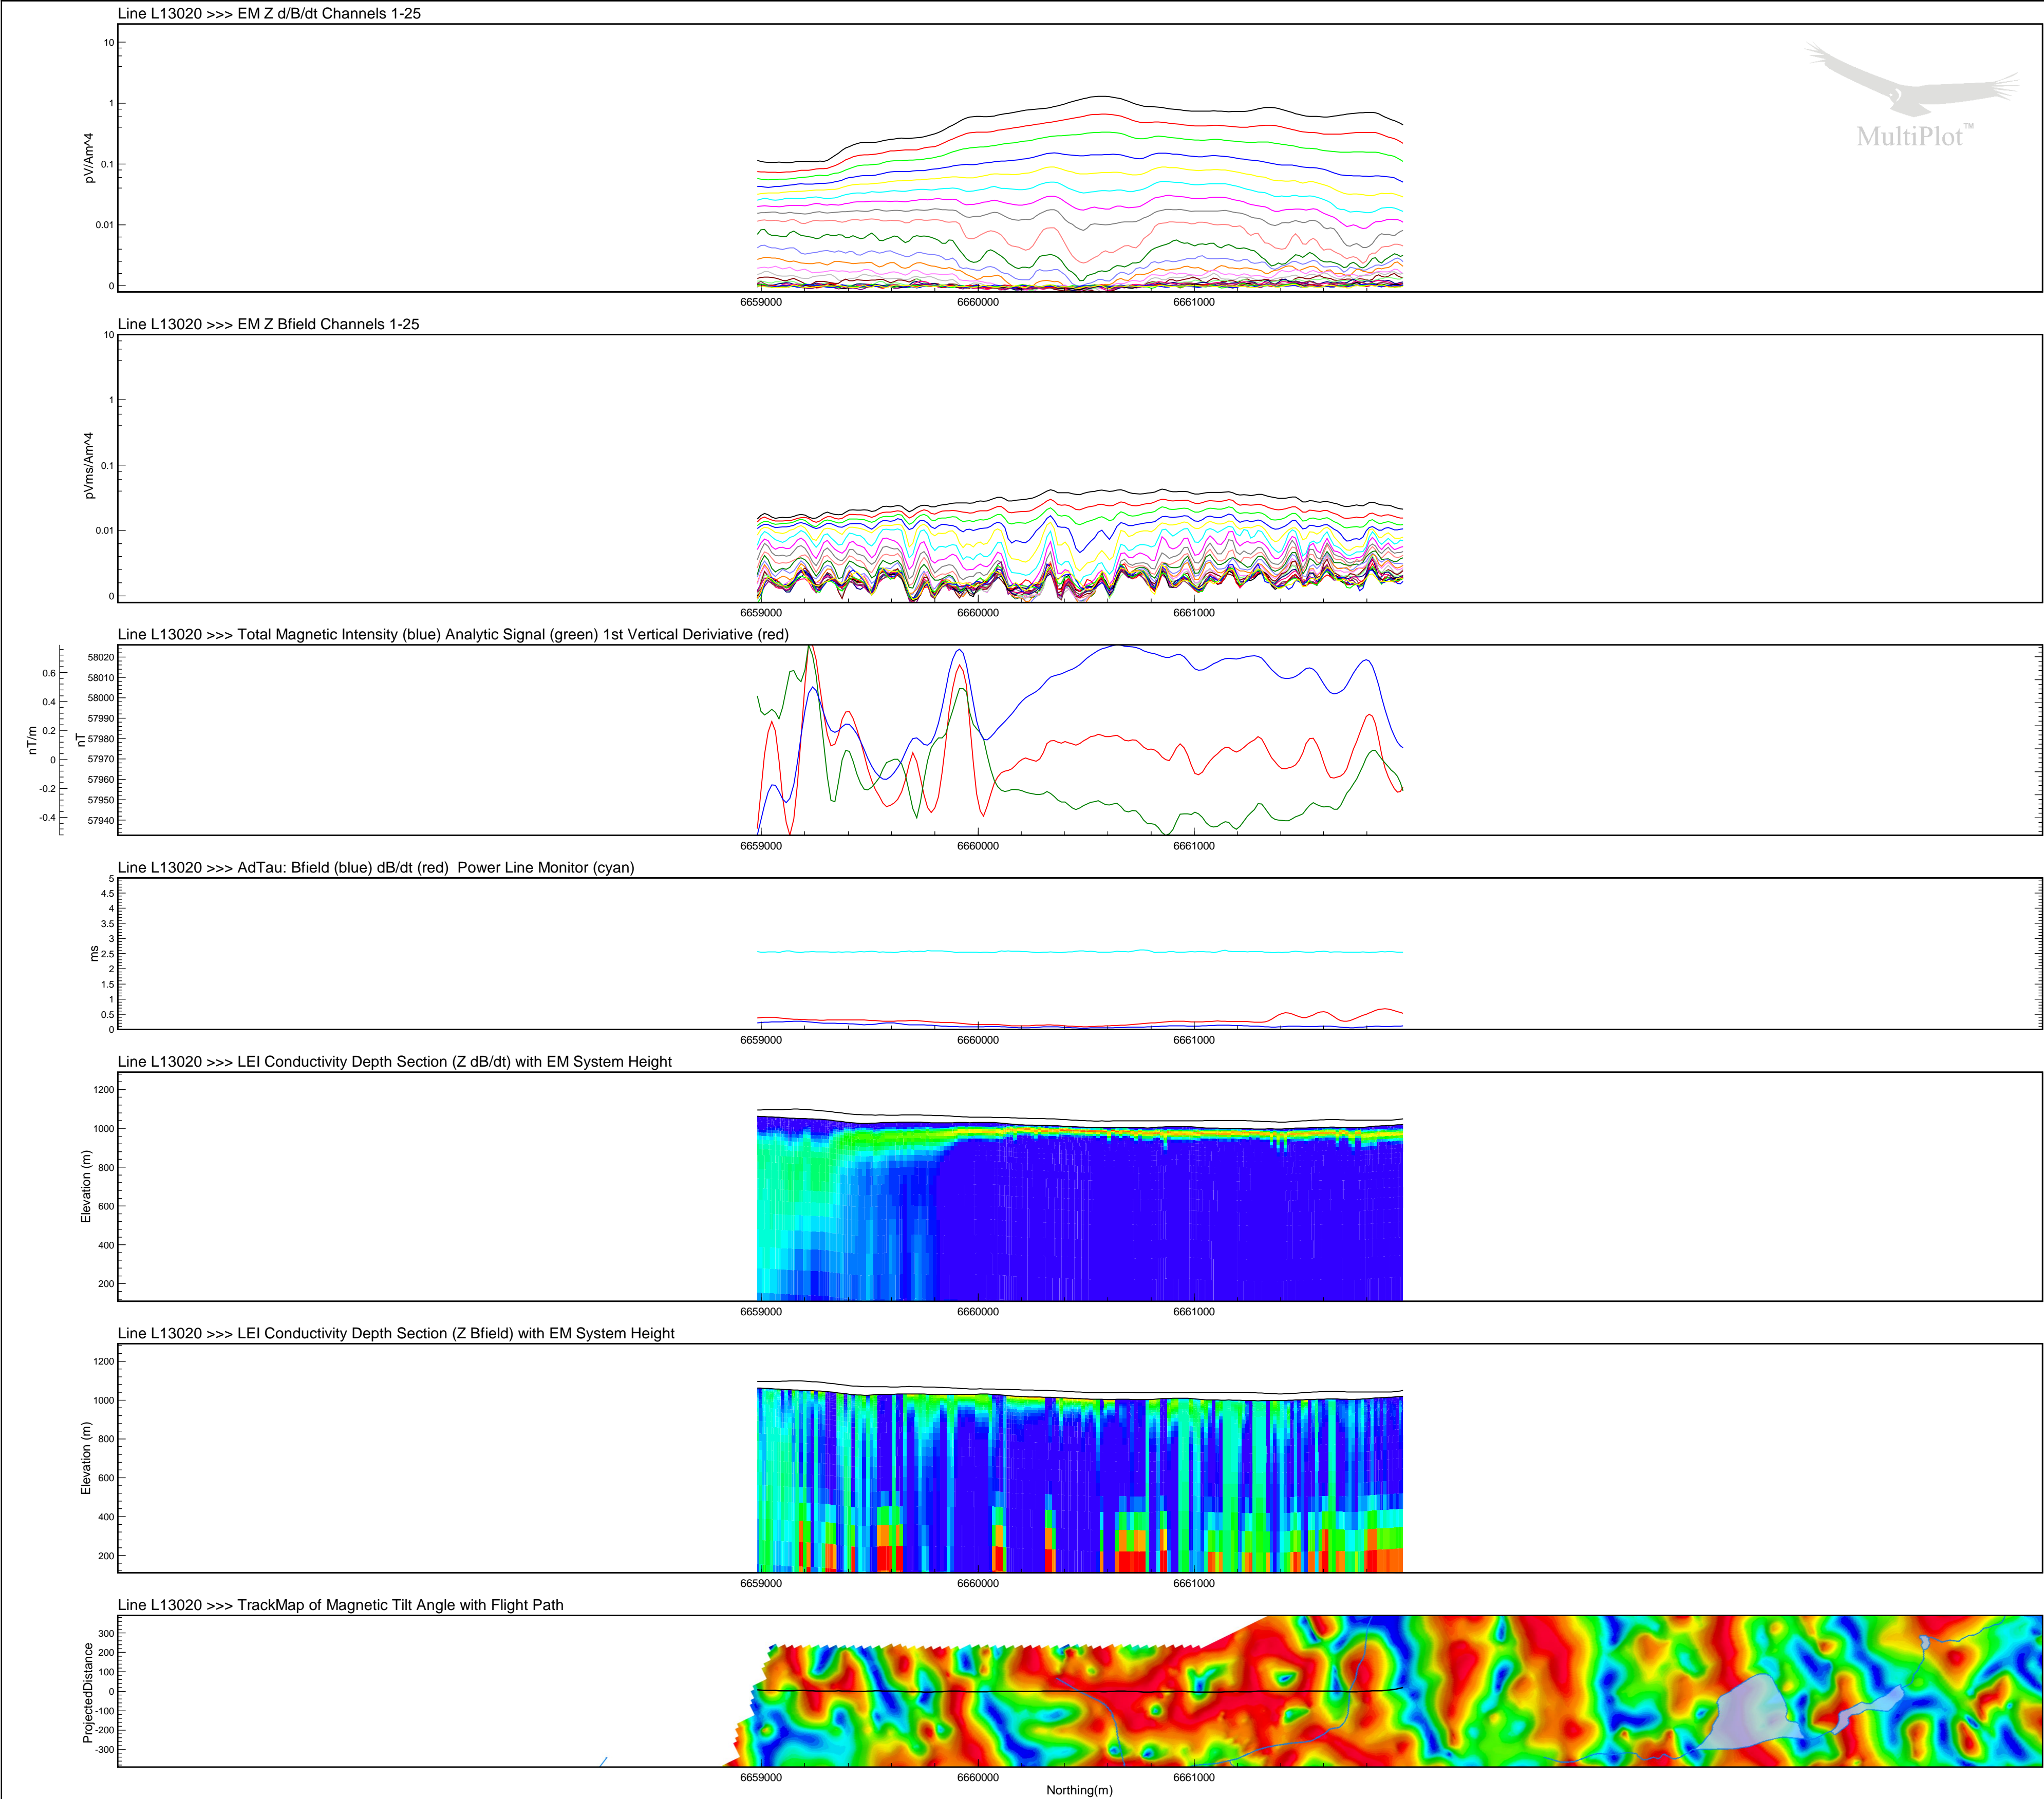 Line L13020 >>> EM Z d/B/dt Channels 1-25
10
1
0.1
0.01
0
pV/Am^4
6659000 6660000 6661000
MultiPlot™
Line L13020 >>> EM Z Bfield Channels 1-25
10
1
0.1
0.01
0
pVms/Am^4
6659000 6660000 6661000
Line L13020 >>> Total Magnetic Intensity (blue) Analytic Signal (green) 1st Vertical Deriviative (red)
0.6
0.4
0.2
0
-0.2
-0.4
nT/m
58020
58010
58000
57990
57980
57970
57960
57950
57940
nT
6659000 6660000 6661000
Line L13020 >>> AdTau: Bfield (blue) dB/dt (red) Power Line Monitor (cyan)
5
4.5
4
3.5
3
2.5
2
1.5
1
0.5
0
ms
6659000 6660000 6661000
Line L13020 >>> LEI Conductivity Depth Section (Z dB/dt) with EM System Height
1200
1000
800
600
400
200
Elevation (m)
6659000 6660000 6661000
Line L13020 >>> LEI Conductivity Depth Section (Z Bfield) with EM System Height
1200
1000
800
600
400
200
Elevation (m)
6659000 6660000 6661000
Line L13020 >>> TrackMap of Magnetic Tilt Angle with Flight Path
300
200
100
0
-100
-200
-300
ProjectedDistance
6659000 6660000 6661000
Northing(m)